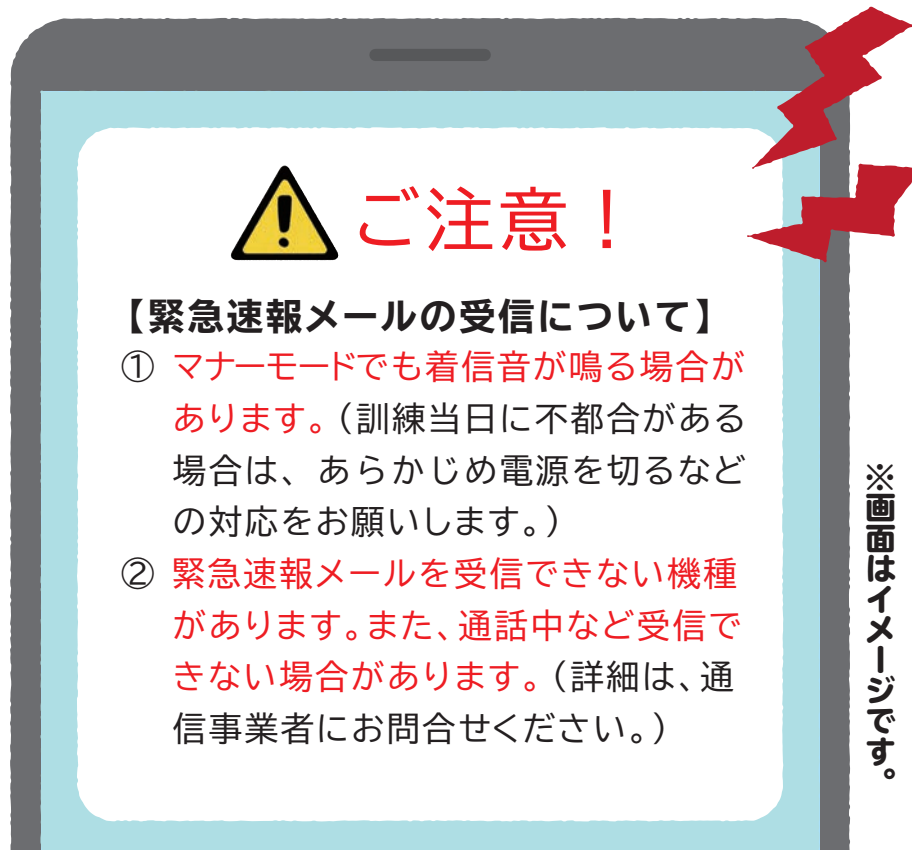 ご注意！
【緊急速報メールの受信について】
① マナーモードでも着信音が鳴る場合が
あります。（訓練当日に不都合がある
場合は、あらかじめ電源を切るなど
の対応をお願いします。）
② 緊急速報メールを受信できない機種
があります。また、通話中など受信で
きない場合があります。（詳細は、通
信事業者にお問合せください。）
※画面はイメージです。